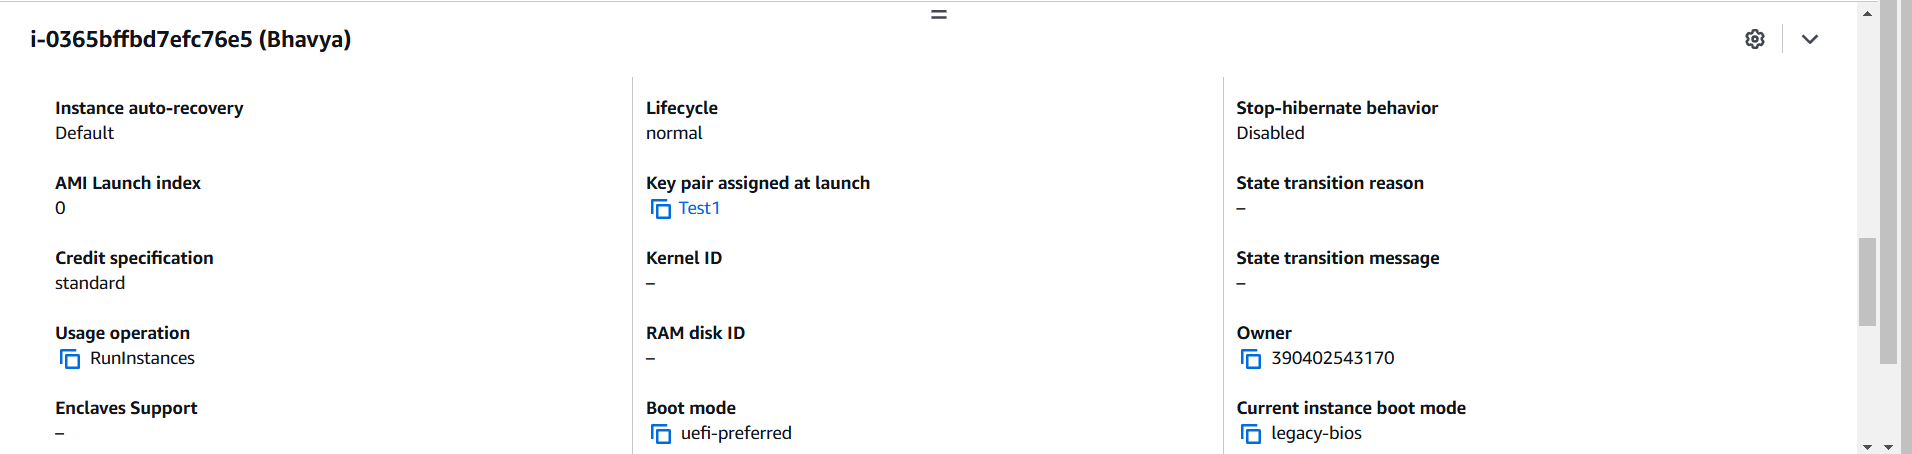 i-0365bffbd7efc76e5 (Bhavya)
Instance auto-recovery
Default
AMI Launch index
0
Credit specification
standard
Usage operation
RunInstances
Enclaves Support
–
Lifecycle
normal
Key pair assigned at launch
Test1
Kernel ID
–
RAM disk ID
–
Boot mode
uefi-preferred
Stop-hibernate behavior
Disabled
State transition reason
–
State transition message
–
Owner
390402543170
Current instance boot mode
legacy-bios